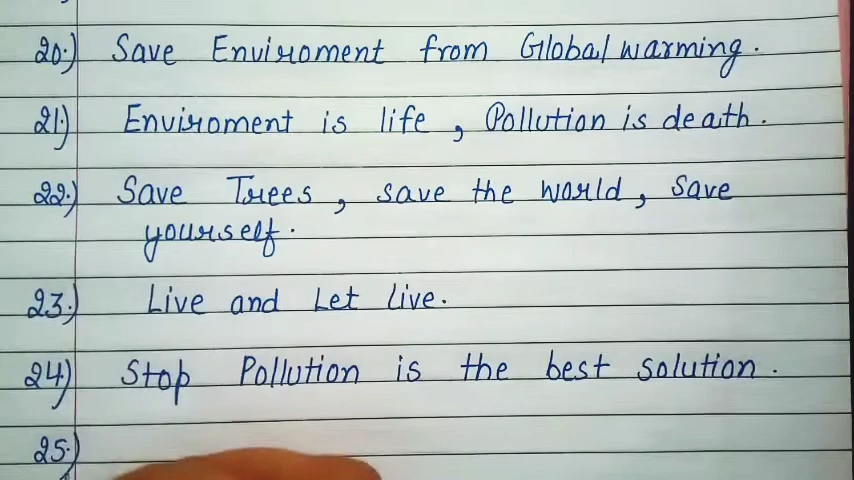 20.) Save Enviroment from Global warming.
21.) Enviroment is life, Pollution is death.
22.) Save Trees, save the world, save
yourself.
23.) Live and Let live.
24) Stop Pollution is the best solution.
25.)